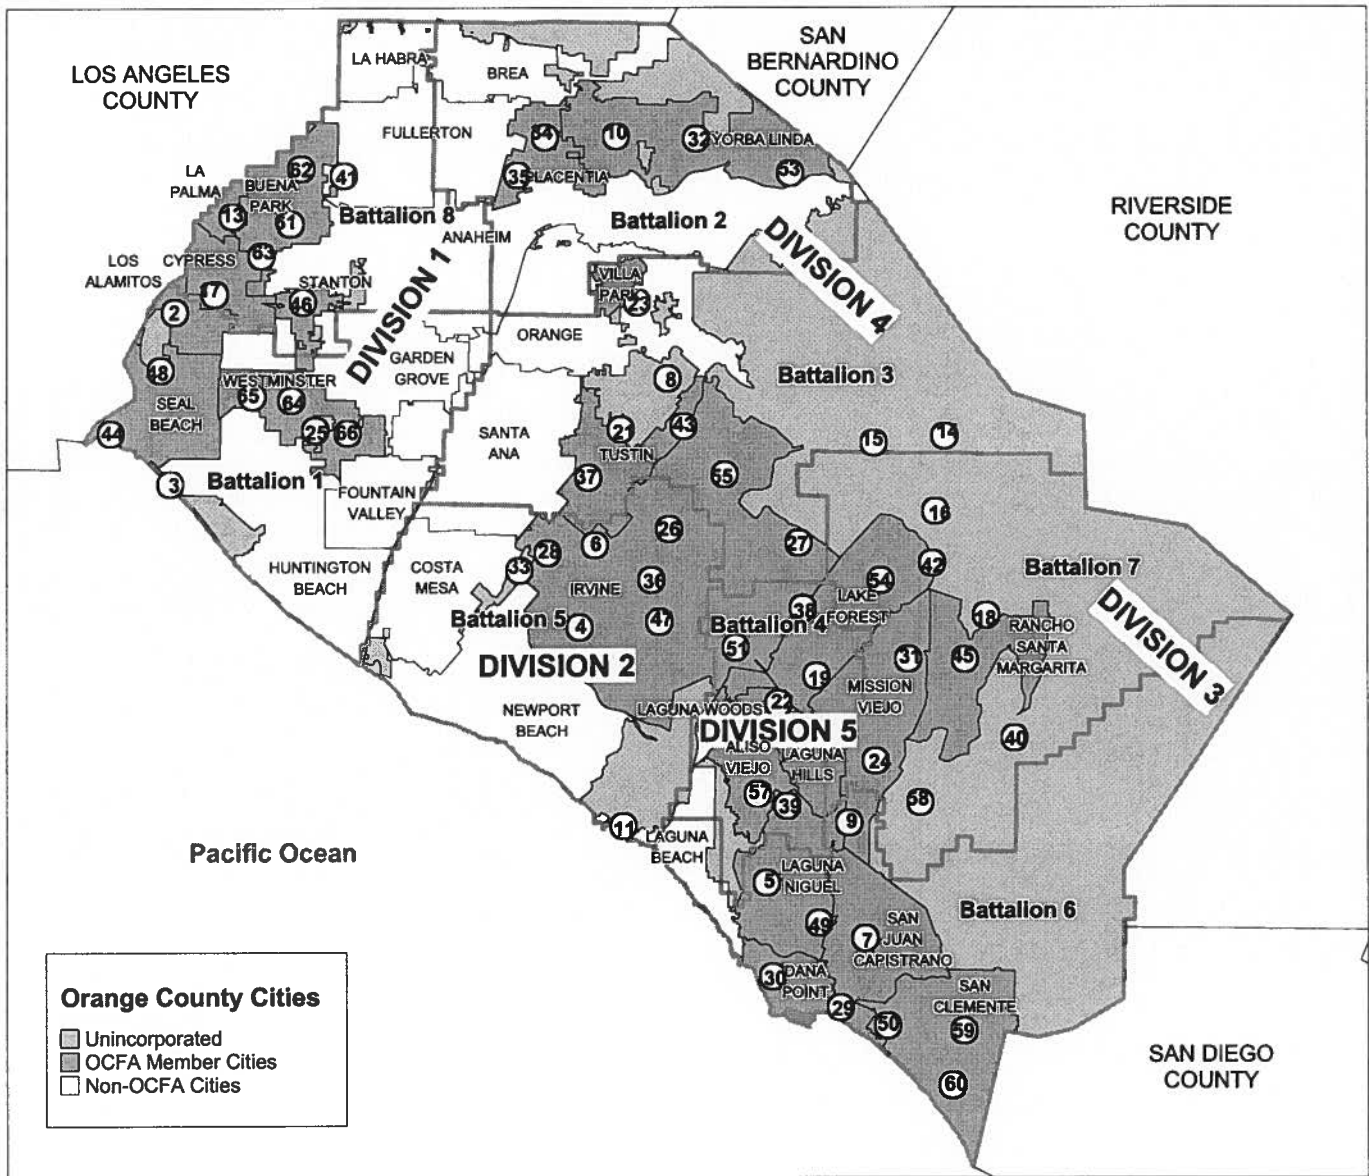 LOS ANGELES
COUNTY
SAN
BERNARDINO
COUNTY
RIVERSIDE
COUNTY
SAN DIEGO
COUNTY
LA HABRA
BREA
FULLERTON
34
10
32
YORBA LINDA
53
35
PLACENTIA
LA
PALMA
62
41
BUENA
PARK
13
61
Battalion 8
ANAHEIM
Battalion 2
DIVISION 4
LOS
ALAMITOS
CYPRESS
63
17
STANTON
46
2
DIVISION 1
VILLA
PARK
23
ORANGE
GARDEN
GROVE
48
WESTMINSTER
65
64
SEAL
BEACH
44
25
66
8
Battalion 3
SANTA
ANA
21
43
TUSTIN
15
14
3
Battalion 1
FOUNTAIN
VALLEY
37
55
16
HUNTINGTON
BEACH
COSTA
MESA
33
28
6
26
27
IRVINE
36
54
42
Battalion 7
LAKE
FOREST
38
Battalion 5
4
47
Battalion 4
51
18
RANCHO
SANTA
MARGARITA
45
DIVISION 3
DIVISION 2
19
31
MISSION
VIEJO
NEWPORT
BEACH
LAGUNA WOODS
22
DIVISION 5
ALISO
VIEJO
LAGUNA
HILLS
24
40
57
39
58
9
11
LAGUNA
BEACH
Pacific Ocean
5
LAGUNA
NIGUEL
49
7
SAN
JUAN
CAPISTRANO
Battalion 6
30
DANA
POINT
29
50
SAN
CLEMENTE
59
60
Orange County Cities
Unincorporated
OCFA Member Cities
Non-OCFA Cities